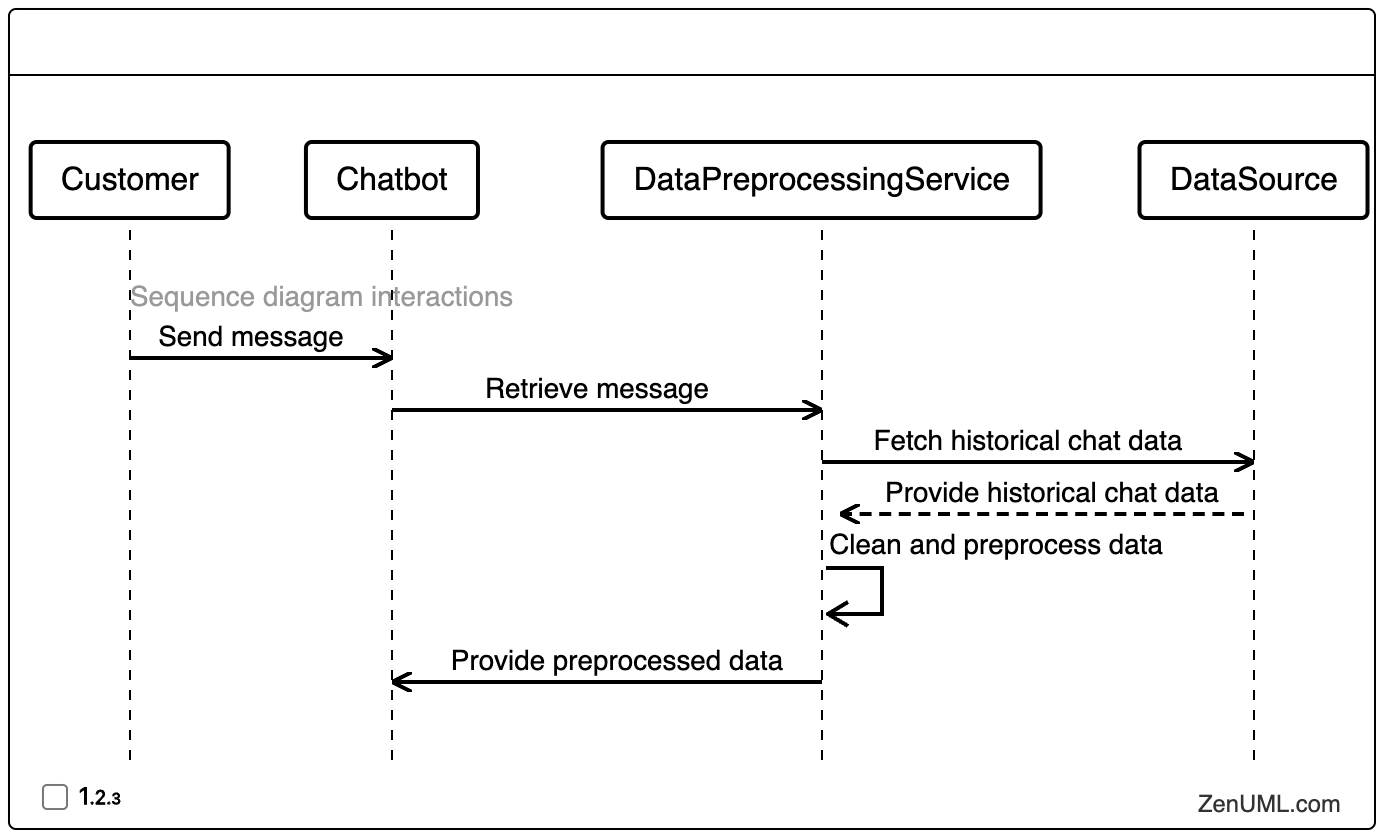 Customer
Chatbot
DataPreprocessingService
DataSource
Sequence diagram interactions
Send message
Retrieve message
Fetch historical chat data
Provide historical chat data
Clean and preprocess data
Provide preprocessed data
1.2.3
ZenUML.com